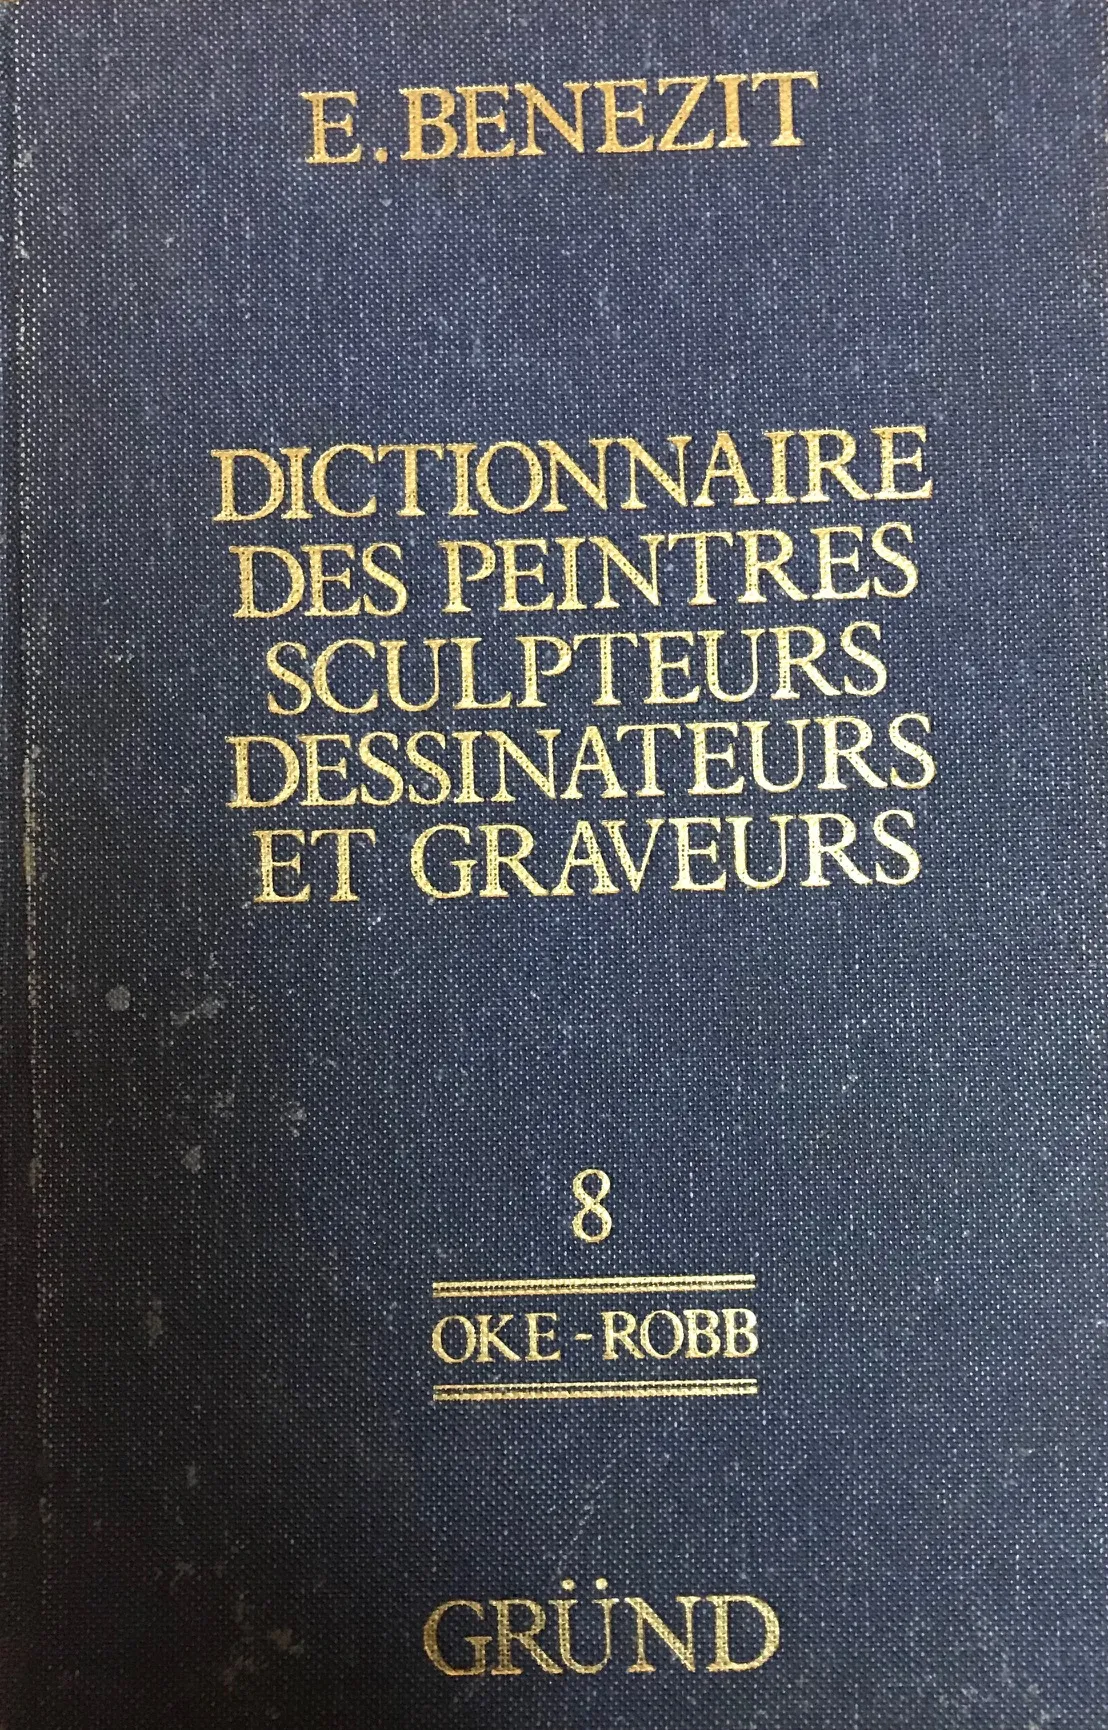 E. BENEZIT
DICTIONNAIRE
DES PEINTRES
SCULPTEURS
DESSINATEURS
ET GRAVEURS
8
OKE-ROBB
GRÜND